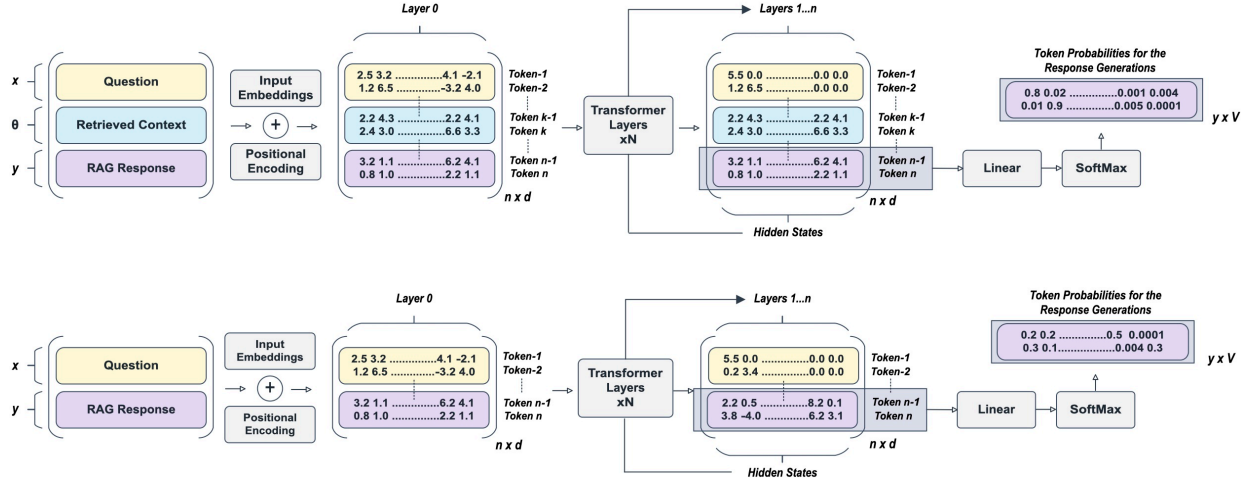 Layer 0
Layers 1...n
Token Probabilities for the
Response Generations
x
Question
θ
Retrieved Context
y
RAG Response
Input
Embeddings
+
Positional
Encoding
2.5 3.2 ................4.1 -2.1
1.2 6.5 ..............-3.2 4.0
2.2 4.3 ................2.2 4.1
2.4 3.0 ................6.6 3.3
3.2 1.1 ................6.2 4.1
0.8 1.0 ................2.2 1.1
Token-1
Token-2
Token k-1
Token k
Token n-1
Token n
n x d
Transformer
Layers
xN
5.5 0.0 ................0.0 0.0
1.2 6.5 ................0.0 0.0
2.2 4.3 ................2.2 4.1
2.4 3.0 ................6.6 3.3
3.2 1.1 ................6.2 4.1
0.8 1.0 ................2.2 1.1
Token-1
Token-2
Token k-1
Token k
Token n-1
Token n
n x d
Hidden States
Linear
SoftMax
0.8 0.02 ................0.001 0.004
0.01 0.9 ................0.005 0.0001
y x V
Layer 0
Layers 1...n
Token Probabilities for the
Response Generations
x
Question
y
RAG Response
Input
Embeddings
+
Positional
Encoding
2.5 3.2 ................4.1 -2.1
1.2 6.5 ..............-3.2 4.0
3.2 1.1 ................6.2 4.1
0.8 1.0 ................2.2 1.1
Token-1
Token-2
Token n-1
Token n
n x d
Transformer
Layers
xN
5.5 0.0 ................0.0 0.0
0.2 3.4 ................0.0 0.0
2.2 0.5 ................8.2 0.1
3.8 -4.0 ...............6.2 3.1
Token-1
Token-2
Token n-1
Token n
n x d
Hidden States
Linear
SoftMax
0.2 0.2 ................0.5 0.0001
0.3 0.1...................0.004 0.3
y x V